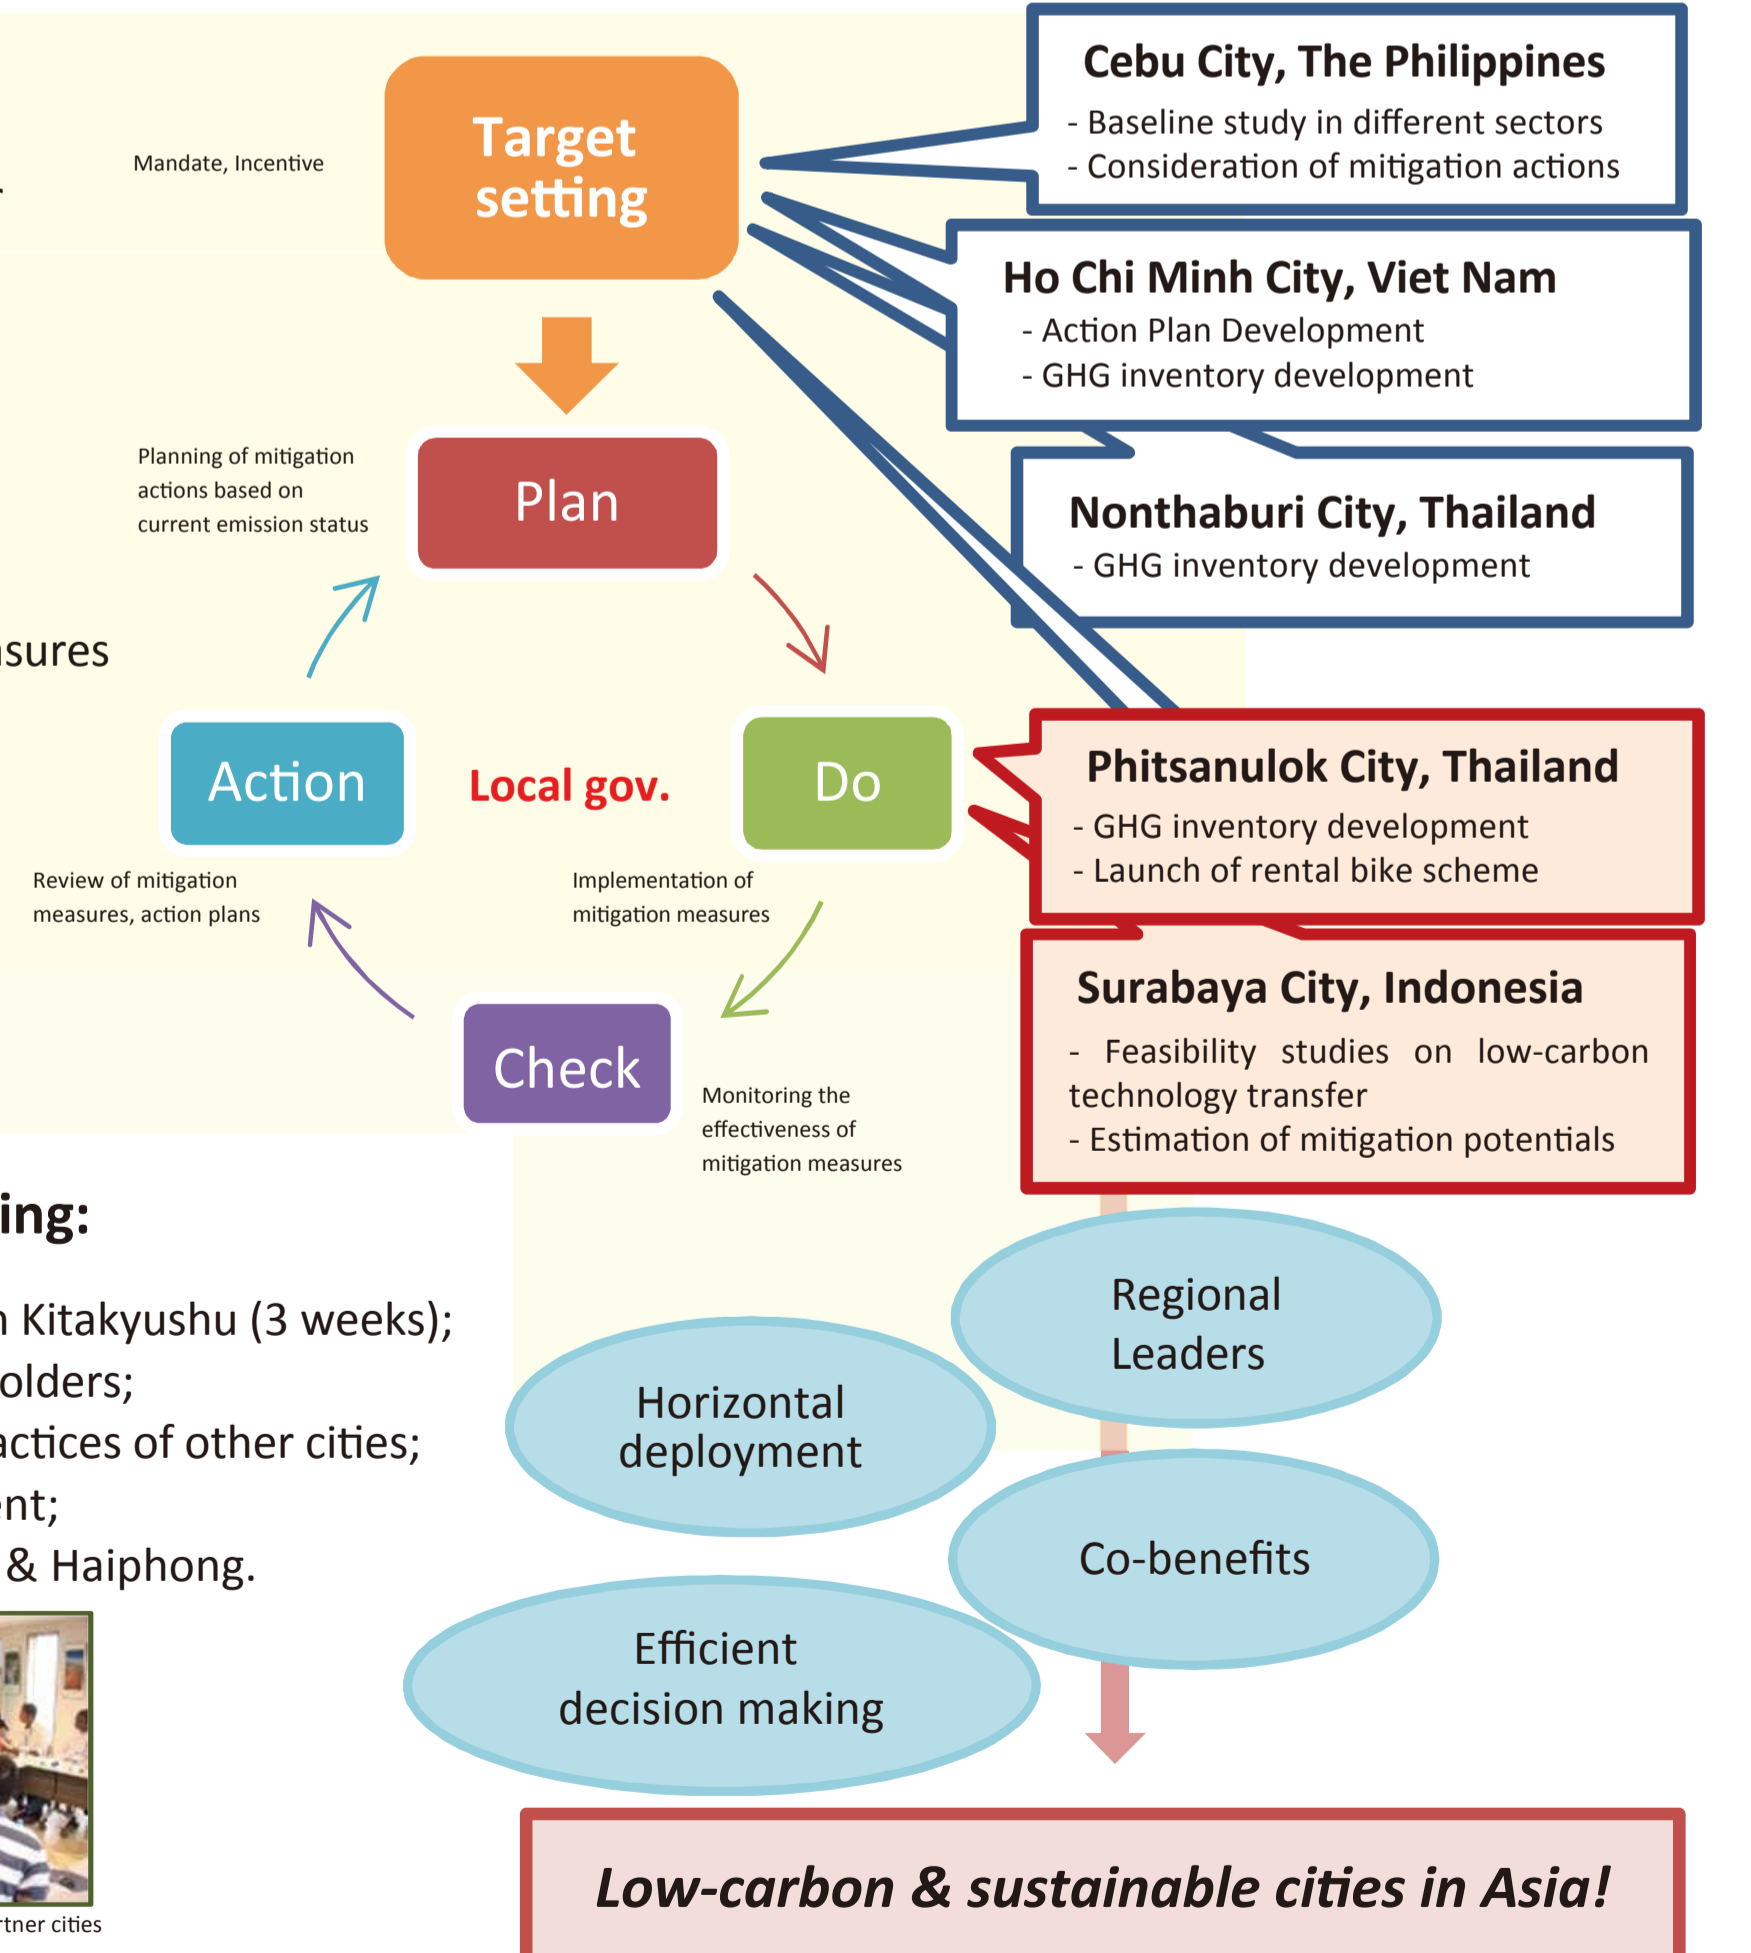 Target
setting
Mandate, Incentive
Cebu City, The Philippines
- Baseline study in different sectors
- Consideration of mitigation actions
Ho Chi Minh City, Viet Nam
- Action Plan Development
- GHG inventory development
Nonthaburi City, Thailand
- GHG inventory development
Planning of mitigation
actions based on
current emission status
Plan
Action
Local gov.
Do
Phitsanulok City, Thailand
- GHG inventory development
- Launch of rental bike scheme
Review of mitigation
measures, action plans
Implementation of
mitigation measures
Surabaya City, Indonesia
- Feasibility studies on low-carbon
technology transfer
- Estimation of mitigation potentials
Check
Monitoring the
effectiveness of
mitigation measures
Kitakyushu (3 weeks);
of other cities;
& Haiphong.
Regional
Leaders
Horizontal
deployment
Co-benefits
Efficient
decision making
cities
Low-carbon & sustainable cities in Asia!